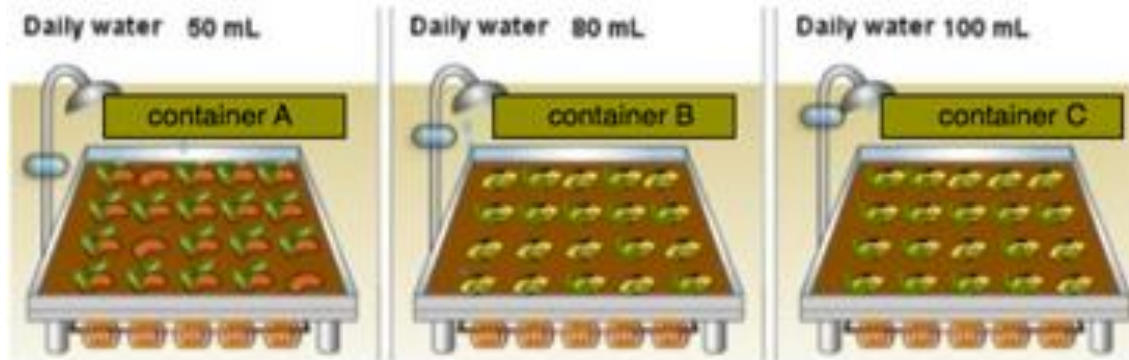 Daily water 50 mL
container A
Daily water 80 mL
container B
Daily water 100 mL
container C